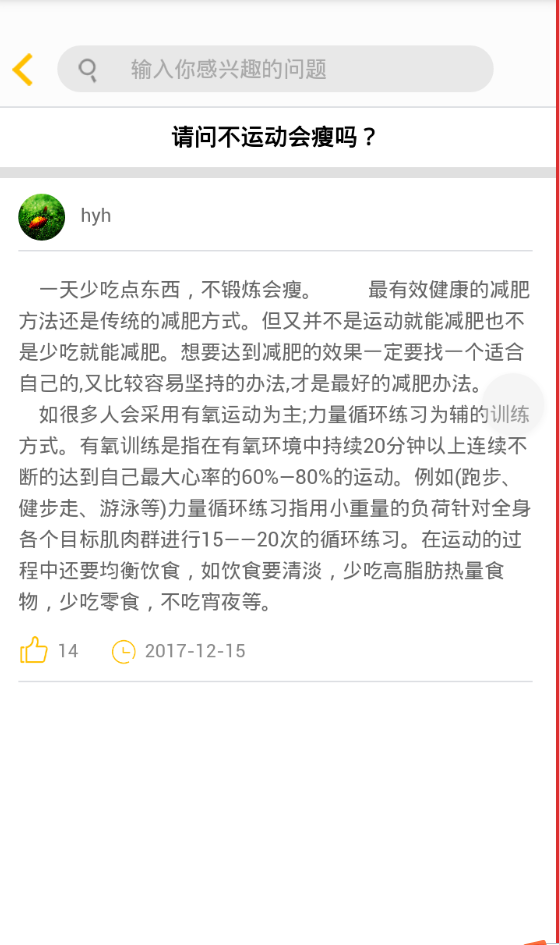 输入你感兴趣的问题
请问不运动会瘦吗？
hyh
一天少吃点东西，不锻炼会瘦。 最有效健康的减肥
方法还是传统的减肥方式。但又并不是运动就能减肥也不
是少吃就能减肥。想要达到减肥的效果一定要找一个适合
自己的,又比较容易坚持的办法,才是最好的减肥办法。
如很多人会采用有氧运动为主;力量循环练习为辅的训练
方式。有氧训练是指在有氧环境中持续20分钟以上连续不
断的达到自己最大心率的60%—80%的运动。例如(跑步、
健步走、游泳等)力量循环练习指用小重量的负荷针对全身
各个目标肌肉群进行15——20次的循环练习。在运动的过
程中还要均衡饮食，如饮食要清淡，少吃高脂肪热量食
物，少吃零食，不吃宵夜等。
14 2017-12-15